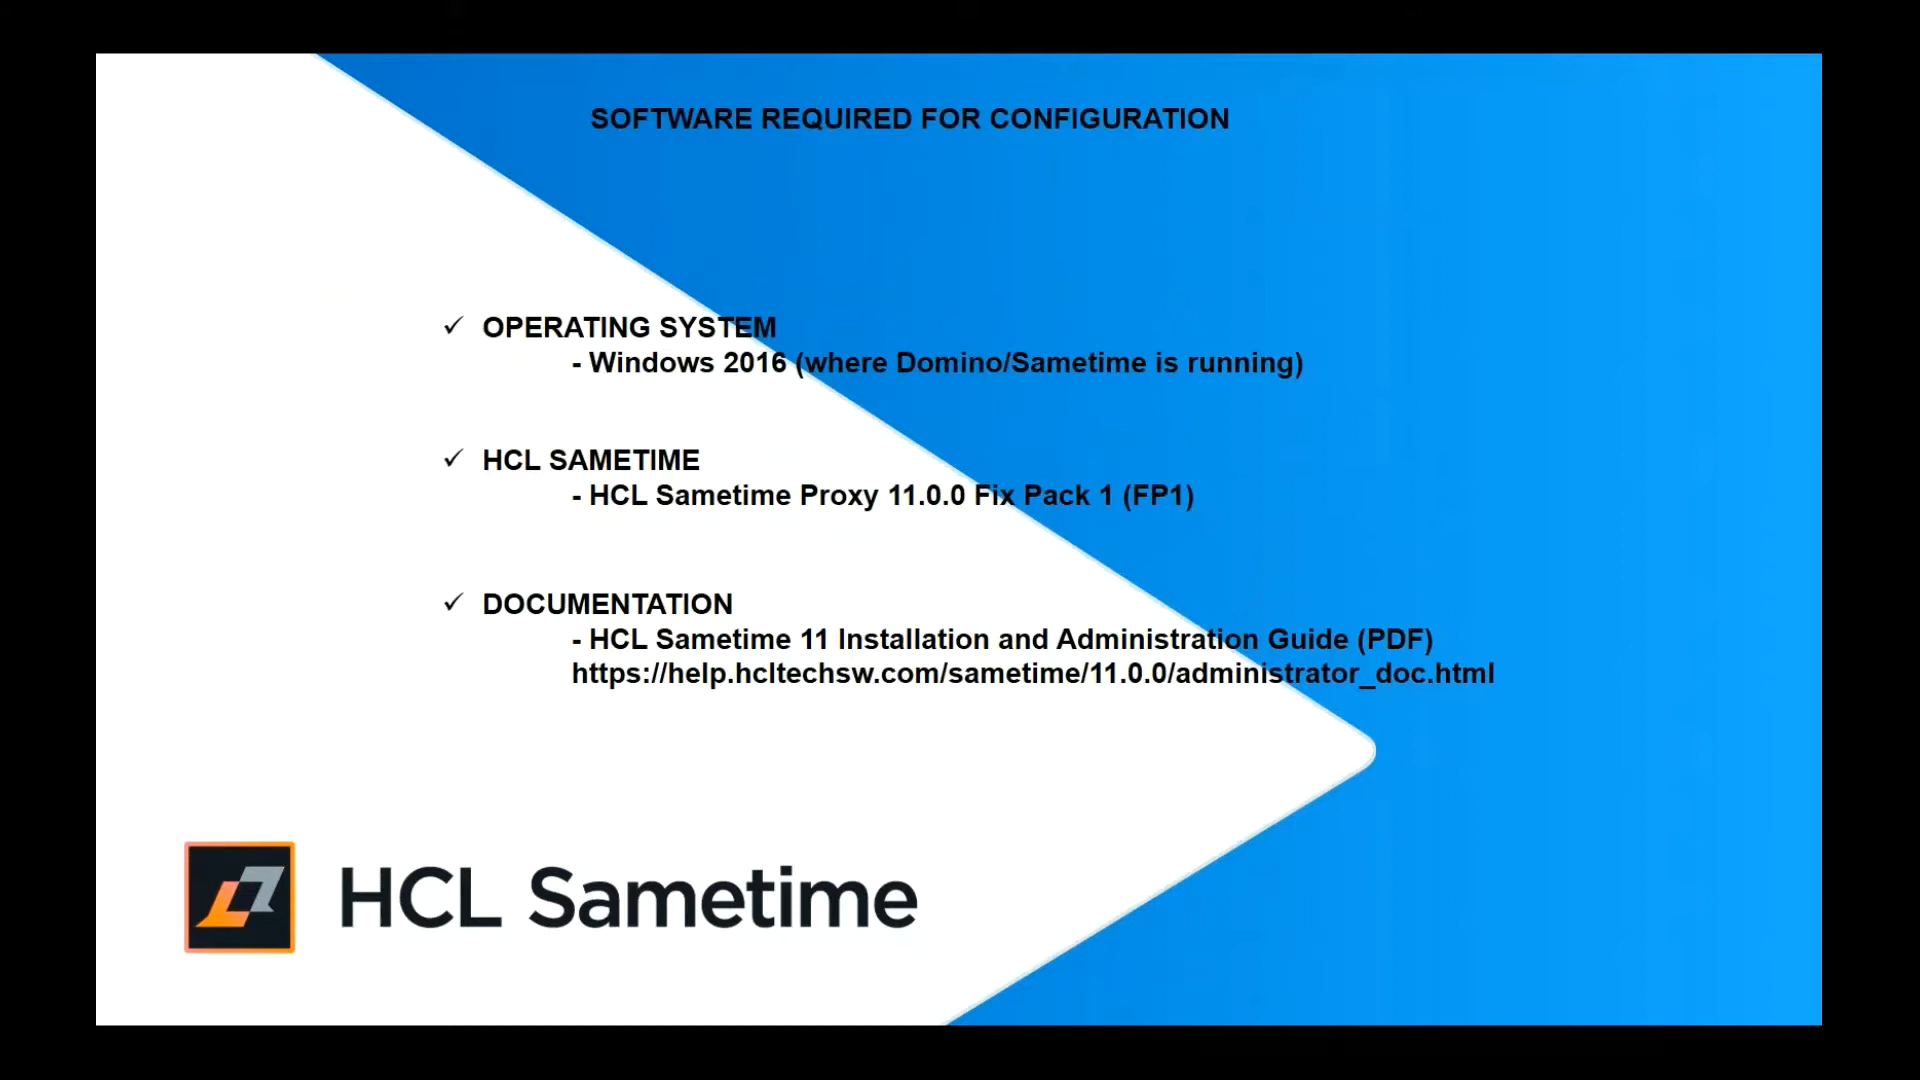 SOFTWARE REQUIRED FOR CONFIGURATION
✓ OPERATING SYSTEM
- Windows 2016 (where Domino/Sametime is running)
✓ HCL SAMETIME
- HCL Sametime Proxy 11.0.0 Fix Pack 1 (FP1)
✓ DOCUMENTATION
- HCL Sametime 11 Installation and Administration Guide (PDF)
https://help.hcltechsw.com/sametime/11.0.0/administrator_doc.html
HCL Sametime